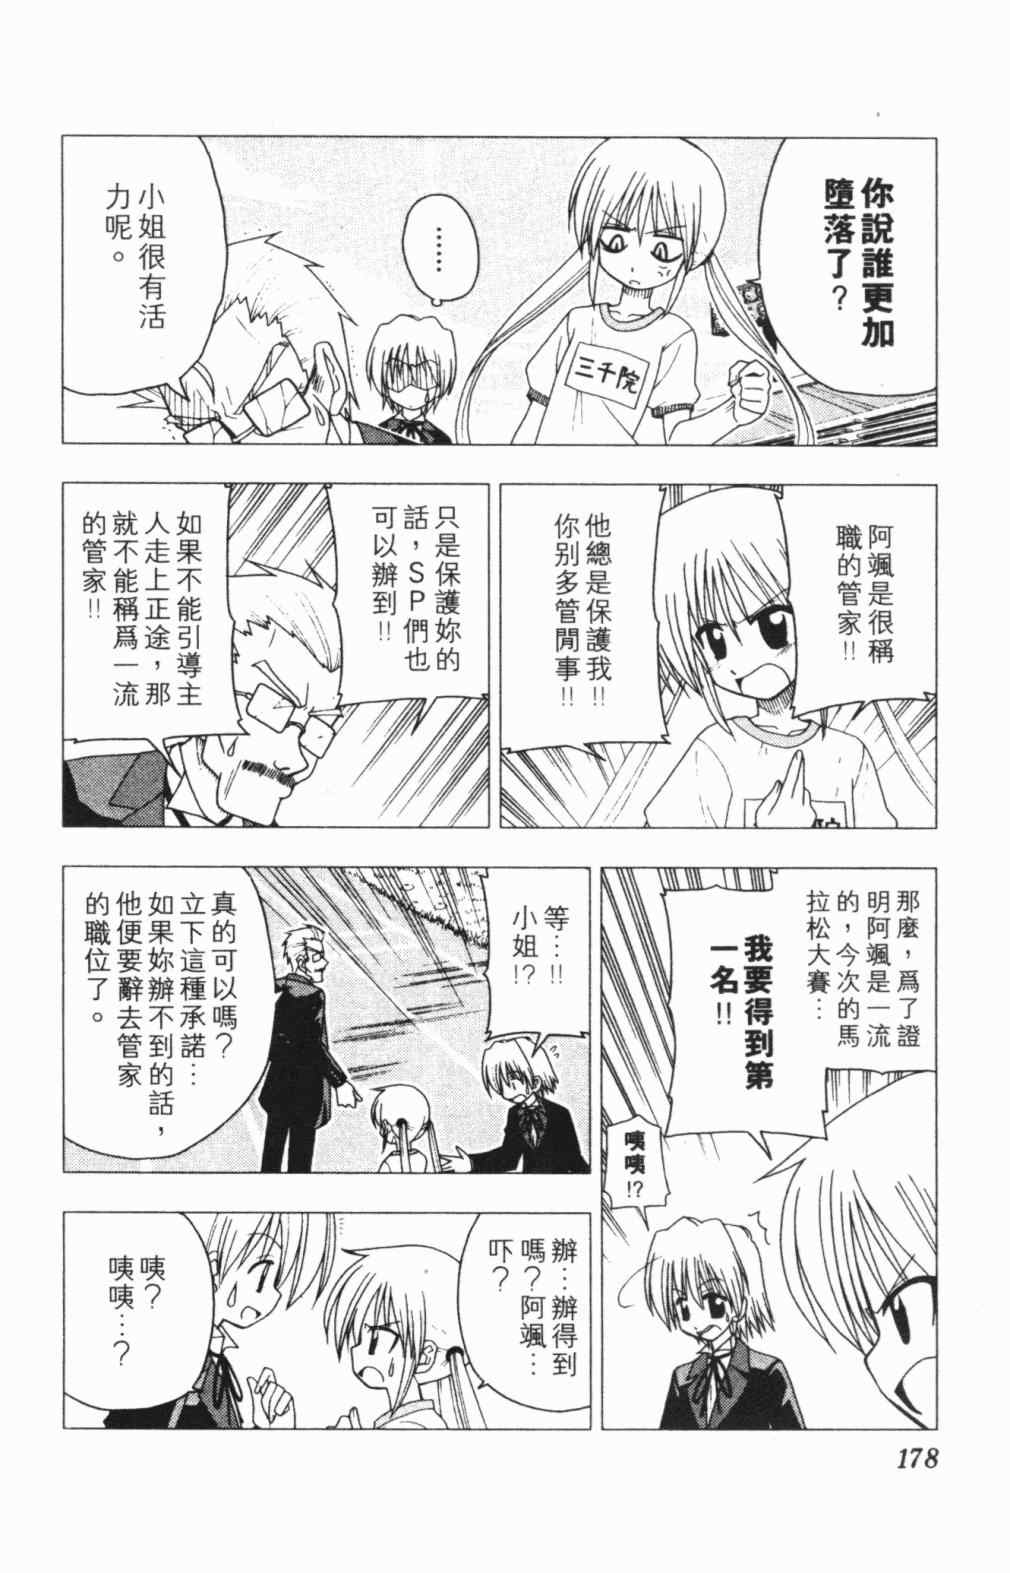 你說誰更加
墮落了？
三千院
……
小姐很有活
力呢。
阿颯是很稱
職的管家!!
他總是保護我!!
你別多管閒事!!
院
只是保護妳的
話，ＳＰ們也
可以辦到!!
如果不能引導主
人走上正途，那
就不能稱爲一流
的管家!!
那麼，爲了證
明阿颯是一流
的，今次的馬
拉松大賽…
我要得到第
一名!!
咦咦!?
等…!!
小姐!?
真的可以嗎？
立下這種承諾…
如果妳辦不到的話，
他便要辭去管家
的職位了。
辦…辦得到
嗎？阿颯…
吓？
咦？
咦咦…？
178